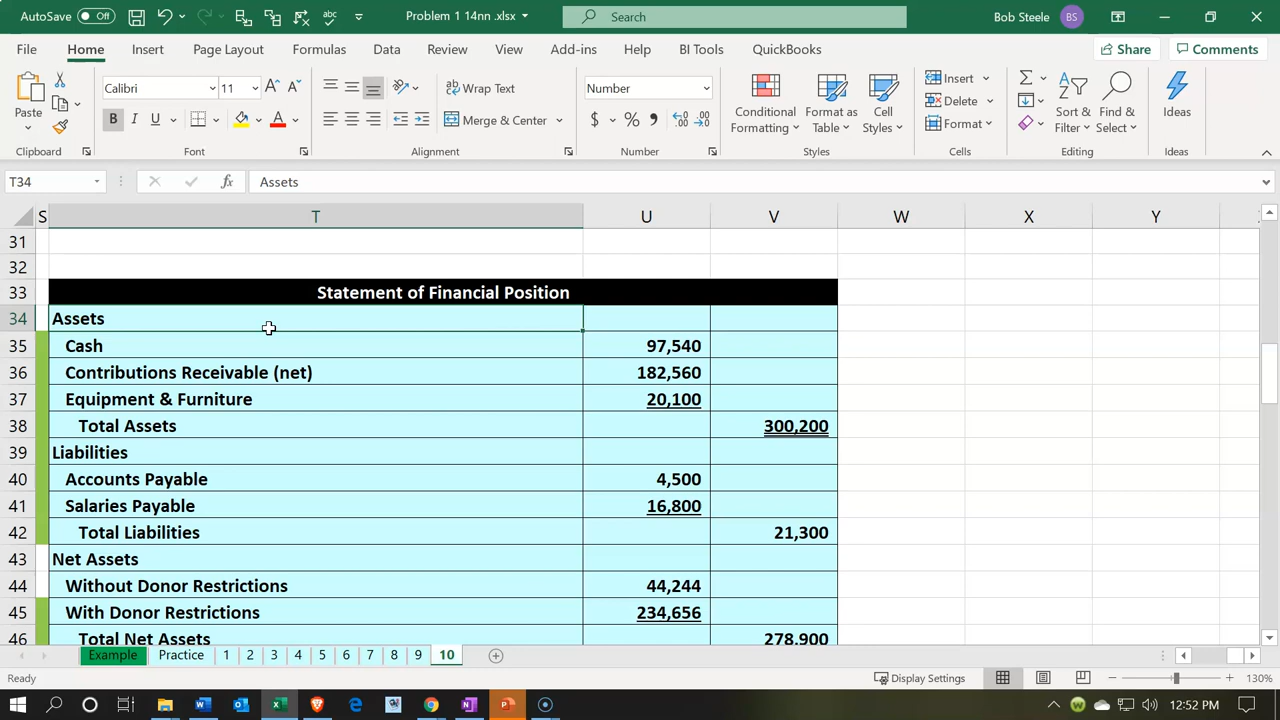 AutoSave Off Problem 1 14nn .xlsx Search Bob Steele BS
File Home Insert Page Layout Formulas Data Review View Add-ins Help BI Tools QuickBooks Share Comments
Calibri 11 Wrap Text Number Insert
Paste B I U Merge & Center $ % Conditional Formatting Format as Table Cell Styles Delete Format Sort & Filter Find & Select Ideas
Clipboard Font Alignment Number Styles Cells Editing Ideas
T34 fx Assets
S T U V W X Y
31
32
33 Statement of Financial Position
34 Assets
35 Cash 97,540
36 Contributions Receivable (net) 182,560
37 Equipment & Furniture 20,100
38 Total Assets 300,200
39 Liabilities
40 Accounts Payable 4,500
41 Salaries Payable 16,800
42 Total Liabilities 21,300
43 Net Assets
44 Without Donor Restrictions 44,244
45 With Donor Restrictions 234,656
46 Total Net Assets 278,900
Example Practice 1 2 3 4 5 6 7 8 9 10
Ready Display Settings 130%
12:52 PM